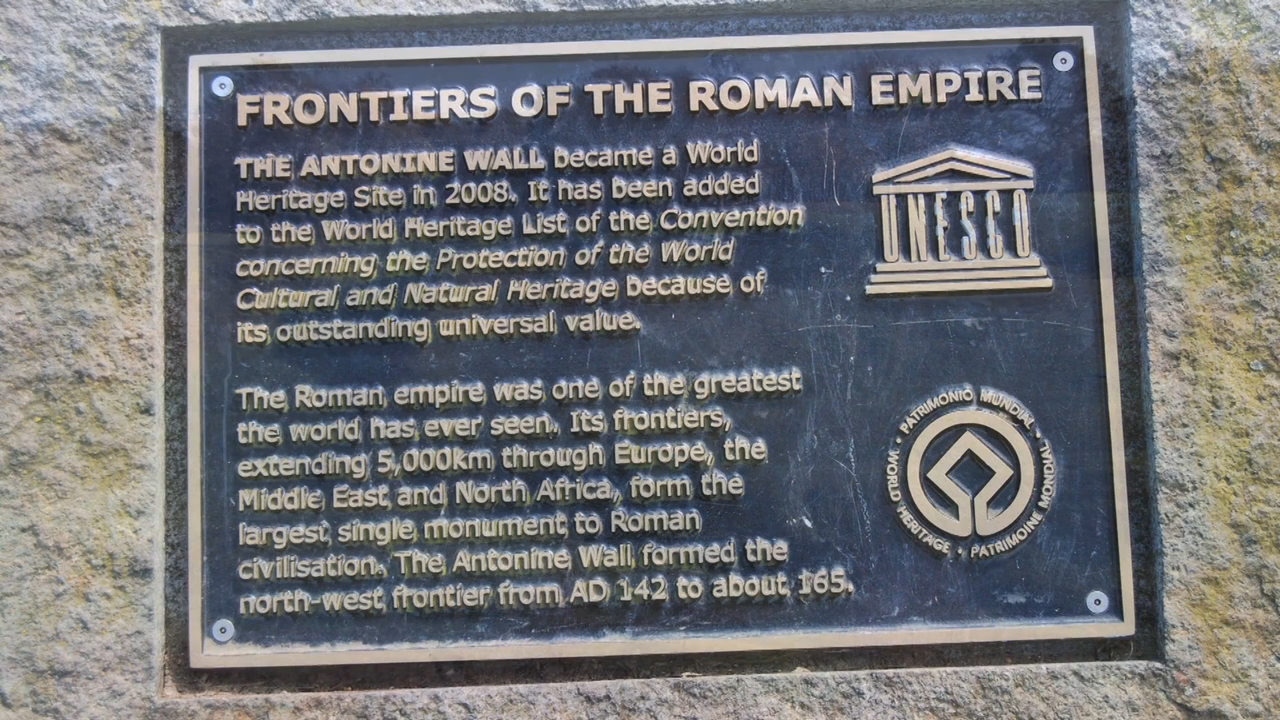 FRONTIERS OF THE ROMAN EMPIRE
THE ANTONINE WALL became a World
Heritage Site in 2008. It has been added
to the World Heritage List of the Convention
concerning the Protection of the World
Cultural and Natural Heritage because of
its outstanding universal value.
The Roman empire was one of the greatest
the world has ever seen. Its frontiers,
extending 5,000km through Europe, the
Middle East and North Africa, form the
largest single monument to Roman
civilisation. The Antonine Wall formed the
north-west frontier from AD 142 to about 165.
UNESCO
WORLD HERITAGE • PATRIMONIO MUNDIAL • PATRIMOINE MONDIAL •